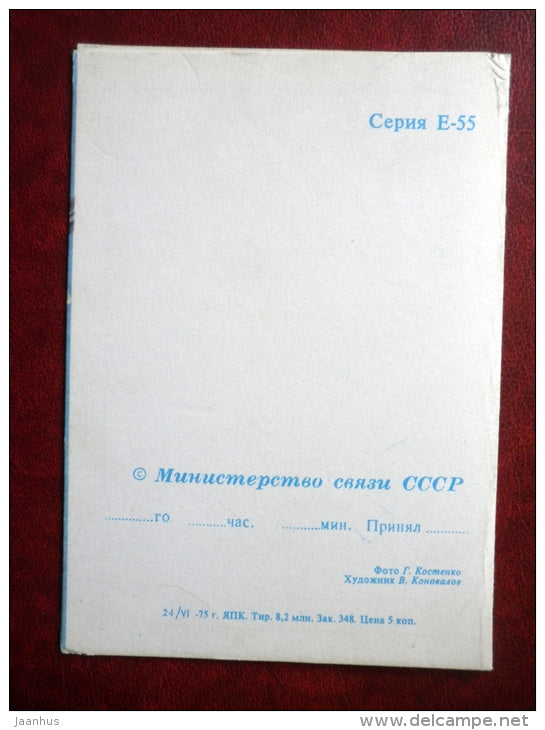 Серия Е-55
© Министерство связи СССР
..............го ...........час. ...........мин. Принял ............
Фото Г. Костенко
Художник В. Коновалов
24/VI -75 г. ЯПК. Тир. 8,2 млн. Зак. 348. Цена 5 коп.
jaanhus
www.delcampe.net